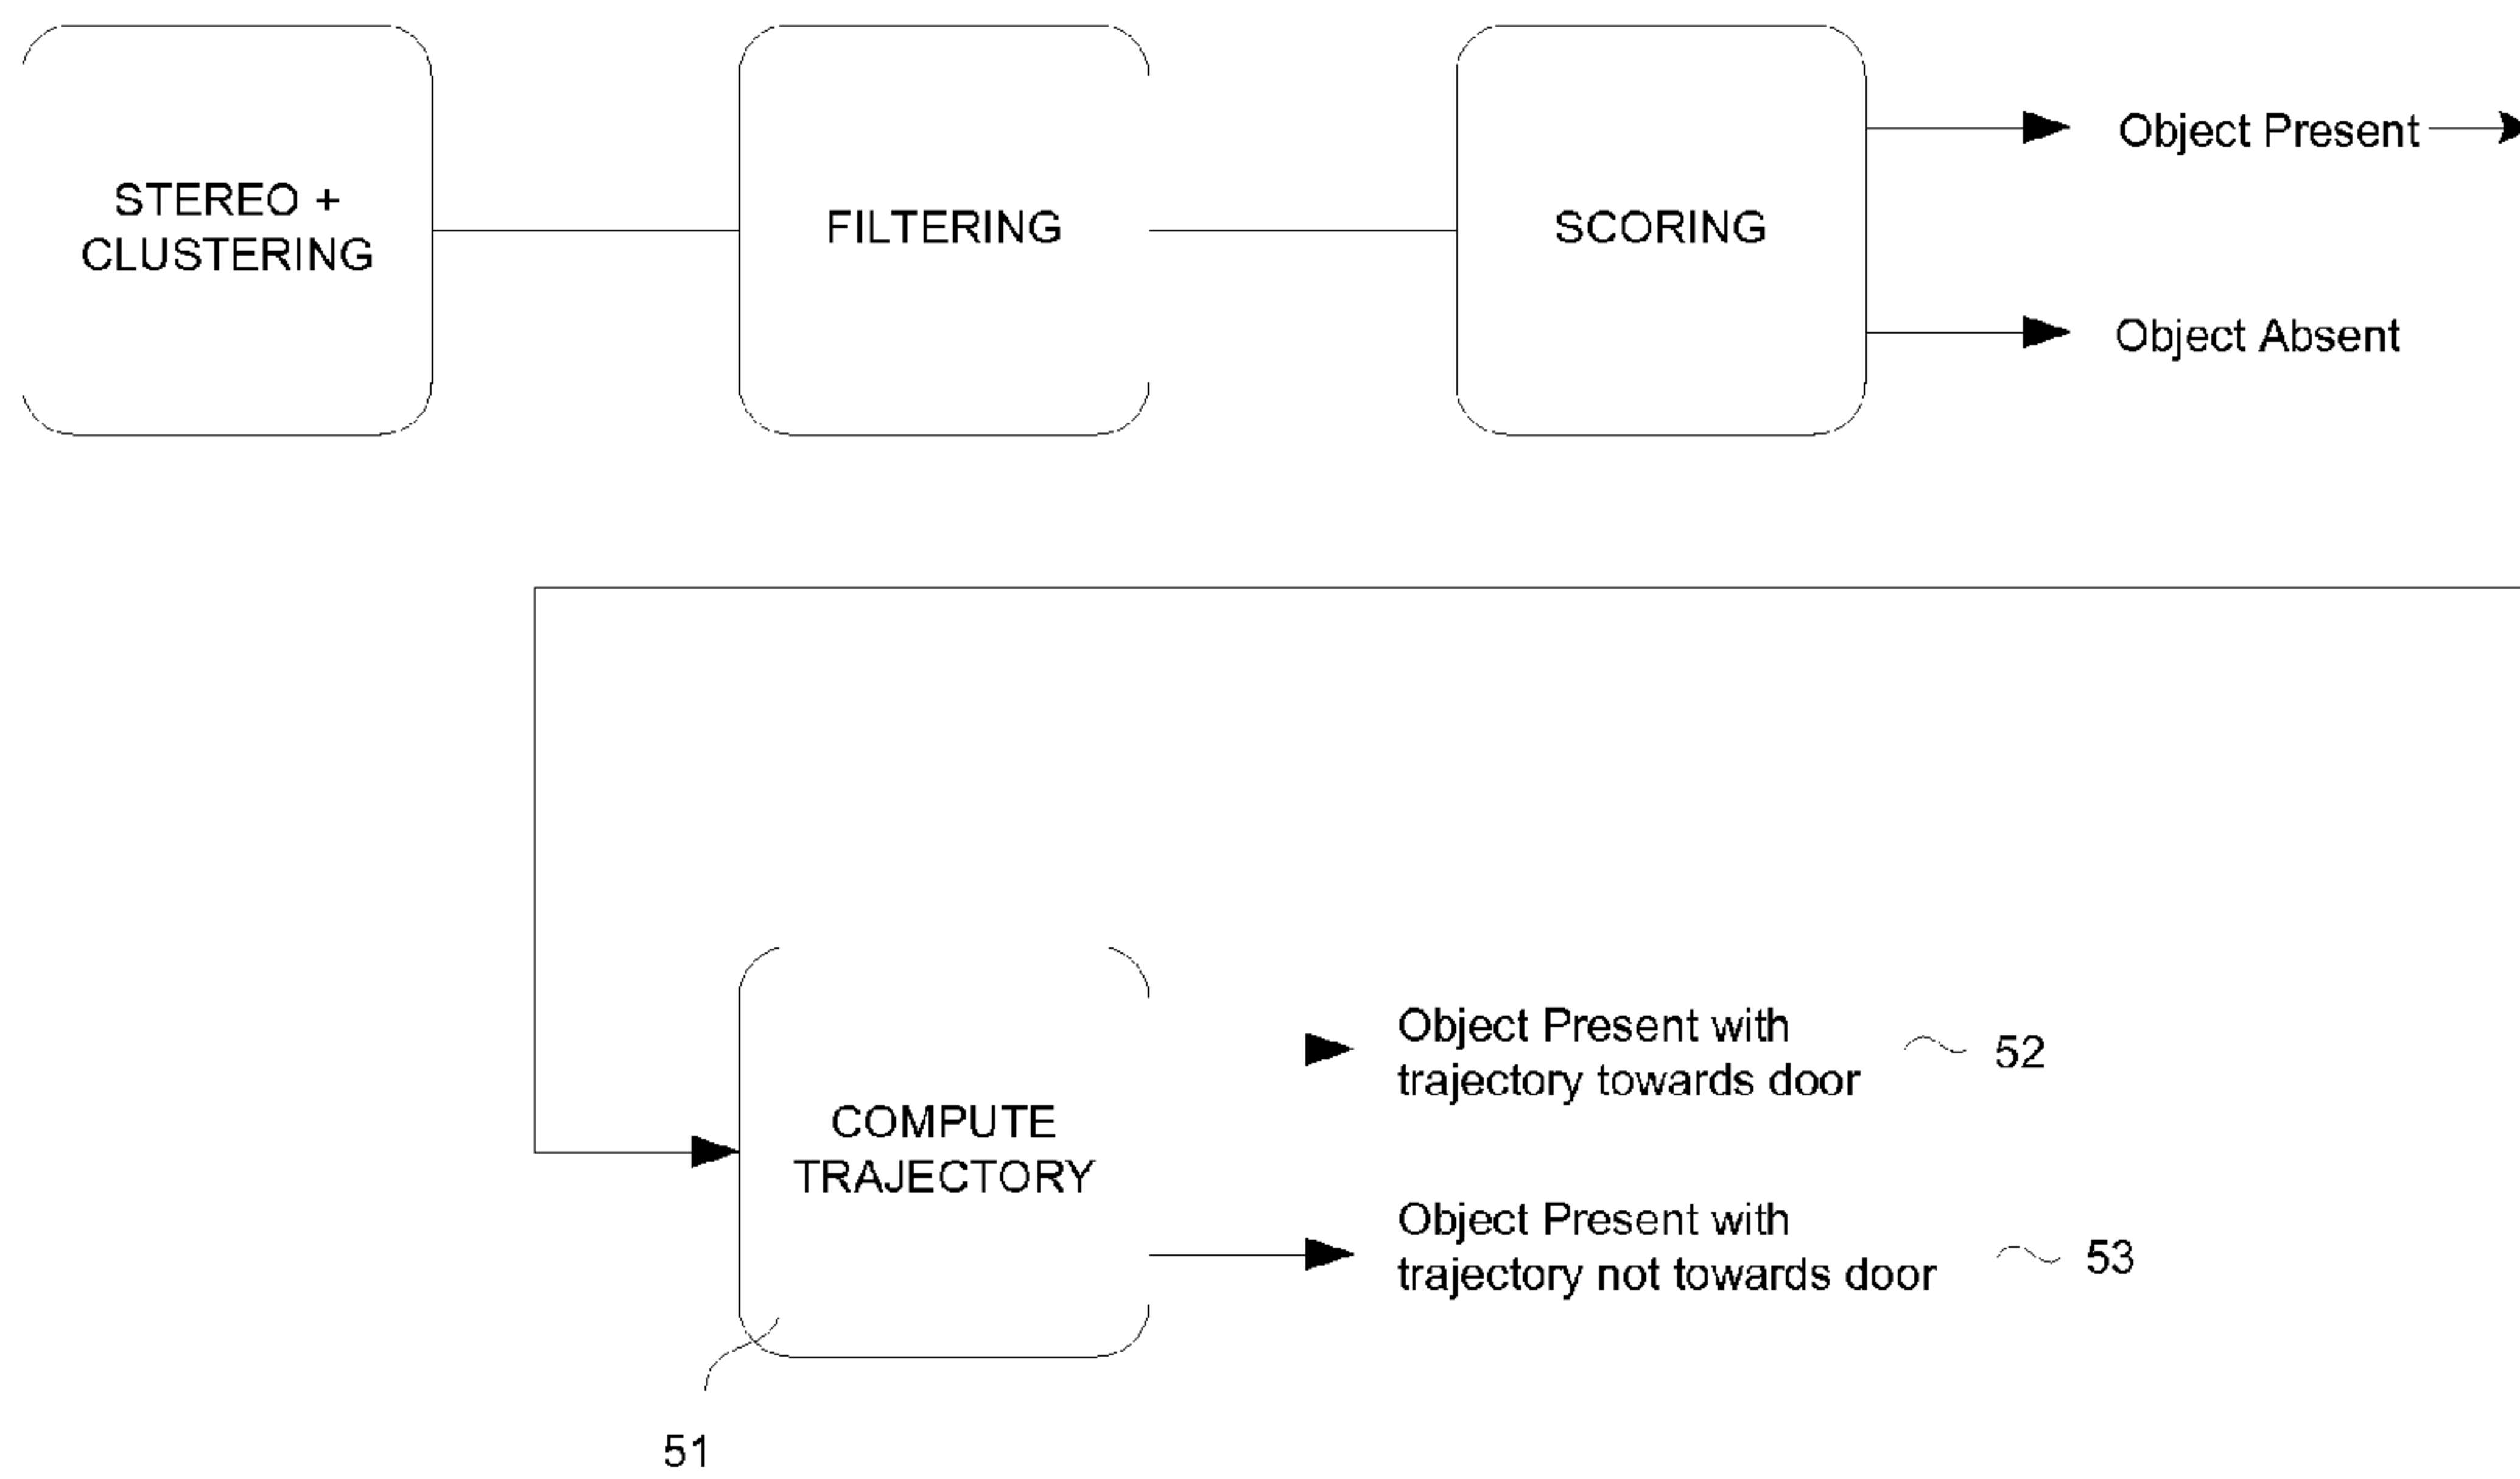 STEREO +
CLUSTERING
FILTERING
SCORING
Object Present
Object Absent
COMPUTE
TRAJECTORY
Object Present with
trajectory towards door
52
Object Present with
trajectory not towards door
53
51